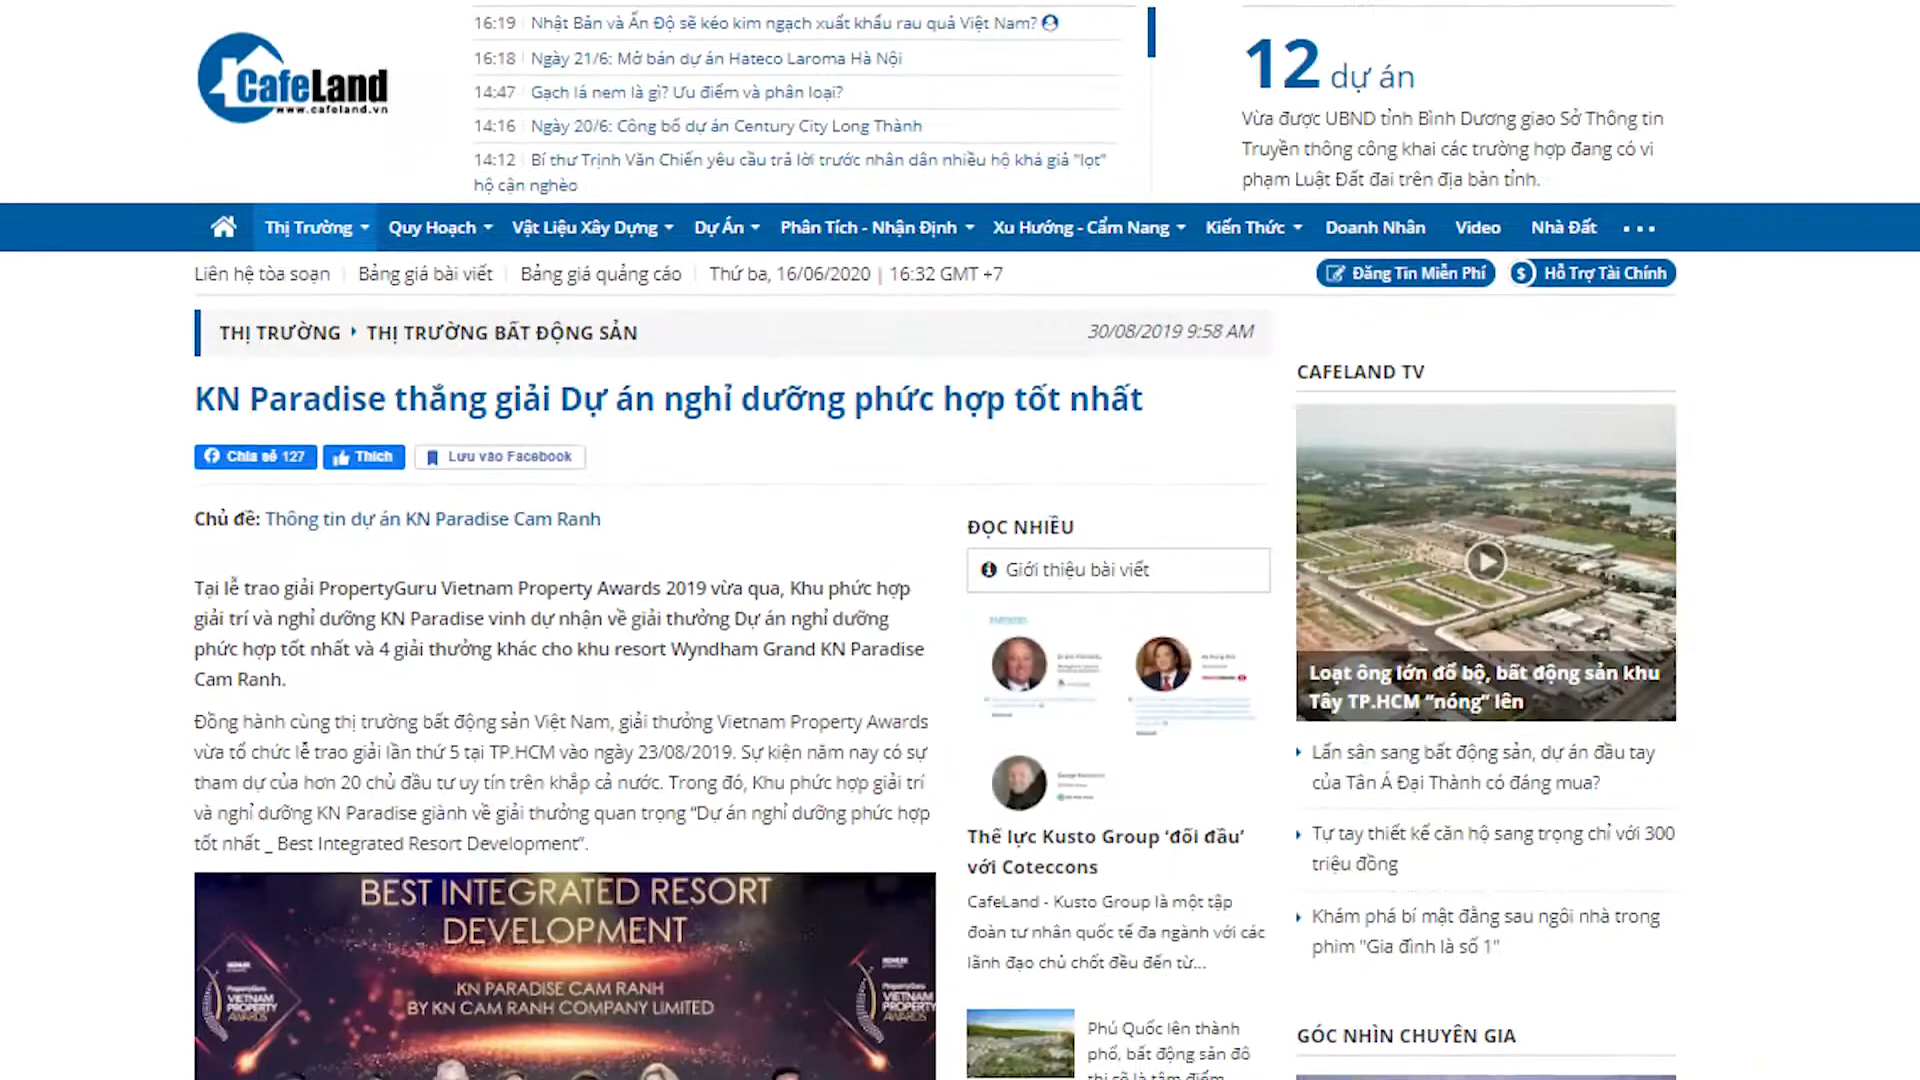 CafeLand
www.cafeland.vn
16:19 Nhật Bản và Ấn Độ sẽ kéo kim ngạch xuất khẩu rau quả Việt Nam?
16:18 Ngày 21/6: Mở bán dự án Hateco Laroma Hà Nội
14:47 Gạch lá nem là gì? Ưu điểm và phân loại?
14:16 Ngày 20/6: Công bố dự án Century City Long Thành
14:12 Bí thư Trịnh Văn Chiến yêu cầu trả lời trước nhân dân nhiều hộ khá giả "lọt"
hộ cận nghèo
12 dự án
Vừa được UBND tỉnh Bình Dương giao Sở Thông tin
Truyền thông công khai các trường hợp đang có vi
phạm Luật Đất đai trên địa bàn tỉnh.
Thị Trường Quy Hoạch Vật Liệu Xây Dựng Dự Án Phân Tích - Nhận Định Xu Hướng - Cẩm Nang Kiến Thức Doanh Nhân Video Nhà Đất
Liên hệ tòa soạn Bảng giá bài viết Bảng giá quảng cáo Thứ ba, 16/06/2020 | 16:32 GMT +7
Đăng Tin Miễn Phí Hỗ Trợ Tài Chính
THỊ TRƯỜNG THỊ TRƯỜNG BẤT ĐỘNG SẢN 30/08/2019 9:58 AM
KN Paradise thắng giải Dự án nghỉ dưỡng phức hợp tốt nhất
Chia sẻ 127 Thích Lưu vào Facebook
Chủ đề: Thông tin dự án KN Paradise Cam Ranh
Tại lễ trao giải PropertyGuru Vietnam Property Awards 2019 vừa qua, Khu phức hợp
giải trí và nghỉ dưỡng KN Paradise vinh dự nhận về giải thưởng Dự án nghỉ dưỡng
phức hợp tốt nhất và 4 giải thưởng khác cho khu resort Wyndham Grand KN Paradise
Cam Ranh.
Đồng hành cùng thị trường bất động sản Việt Nam, giải thưởng Vietnam Property Awards
vừa tổ chức lễ trao giải lần thứ 5 tại TP.HCM vào ngày 23/08/2019. Sự kiện năm nay có sự
tham dự của hơn 20 chủ đầu tư uy tín trên khắp cả nước. Trong đó, Khu phức hợp giải trí
và nghỉ dưỡng KN Paradise giành về giải thưởng quan trọng “Dự án nghỉ dưỡng phức hợp
tốt nhất _ Best Integrated Resort Development”.
BEST INTEGRATED RESORT
DEVELOPMENT
KN PARADISE CAM RANH
BY KN CAM RANH COMPANY LIMITED
PropertyGuru
VIETNAM
PROPERTY
AWARDS
PropertyGuru
VIETNAM
PROPERTY
AWARDS
ĐỌC NHIỀU
Giới thiệu bài viết
PARTNERS
Thế lực Kusto Group ‘đối đầu’
với Coteccons
CafeLand - Kusto Group là một tập
đoàn tư nhân quốc tế đa ngành với các
lãnh đạo chủ chốt đều đến từ...
Phú Quốc lên thành
phố, bất động sản đô
thị sẽ là tâm điểm
CAFELAND TV
Loạt ông lớn đổ bộ, bất động sản khu
Tây TP.HCM “nóng” lên
Lấn sân sang bất động sản, dự án đầu tay
của Tân Á Đại Thành có đáng mua?
Tự tay thiết kế căn hộ sang trọng chỉ với 300
triệu đồng
Khám phá bí mật đằng sau ngôi nhà trong
phim "Gia đình là số 1"
GÓC NHÌN CHUYÊN GIA